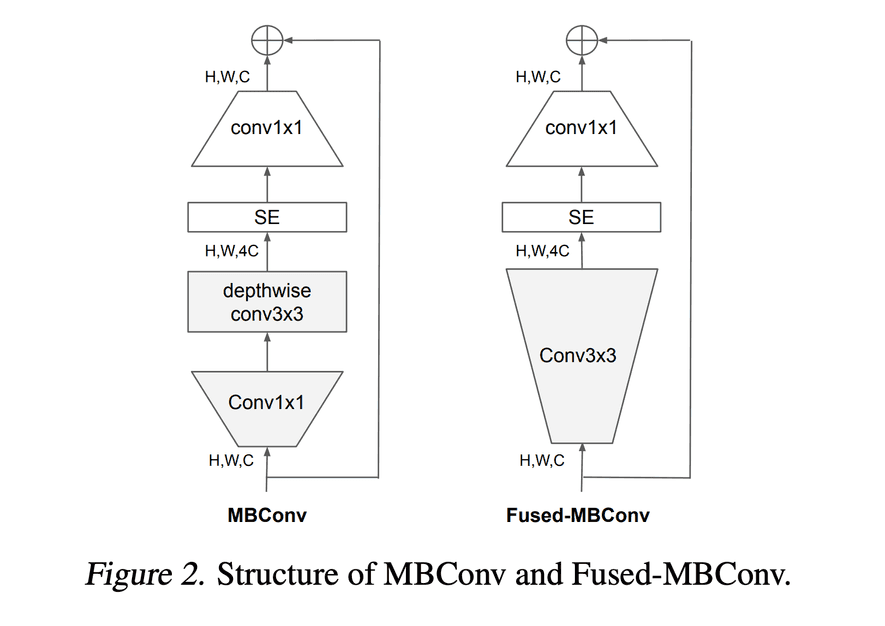 H,W,C
conv1x1
SE
H,W,4C
depthwise
conv3x3
Conv1x1
H,W,C
MBConv
H,W,C
conv1x1
SE
H,W,4C
Conv3x3
H,W,C
Fused-MBConv
Figure 2. Structure of MBConv and Fused-MBConv.